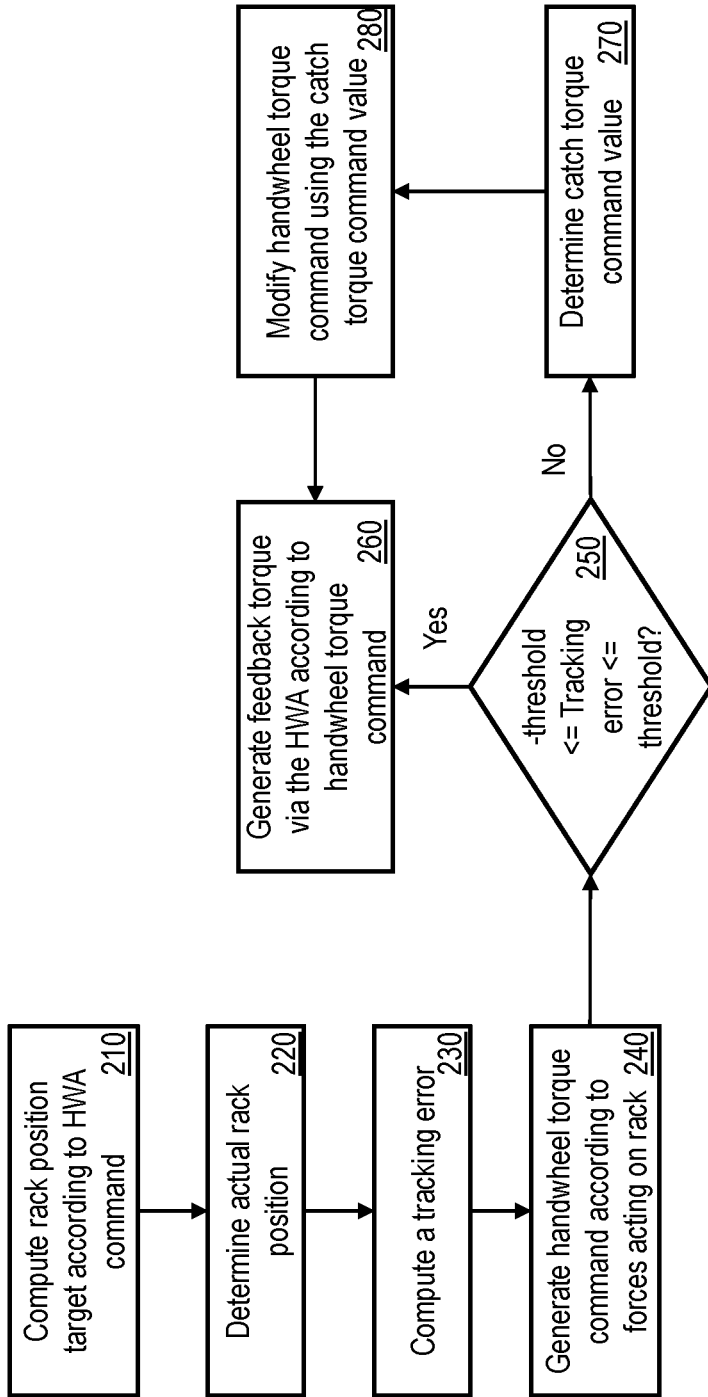 Compute rack position
target according to HWA
command
210
Determine actual rack
position
220
Compute a tracking error
230
Generate handwheel torque
command according to
forces acting on rack
240
-threshold
<= Tracking
error <=
threshold?
250
Yes
No
Generate feedback torque
via the HWA according to
handwheel torque
command
260
Determine catch torque
command value
270
Modify handwheel torque
command using the catch
torque command value
280